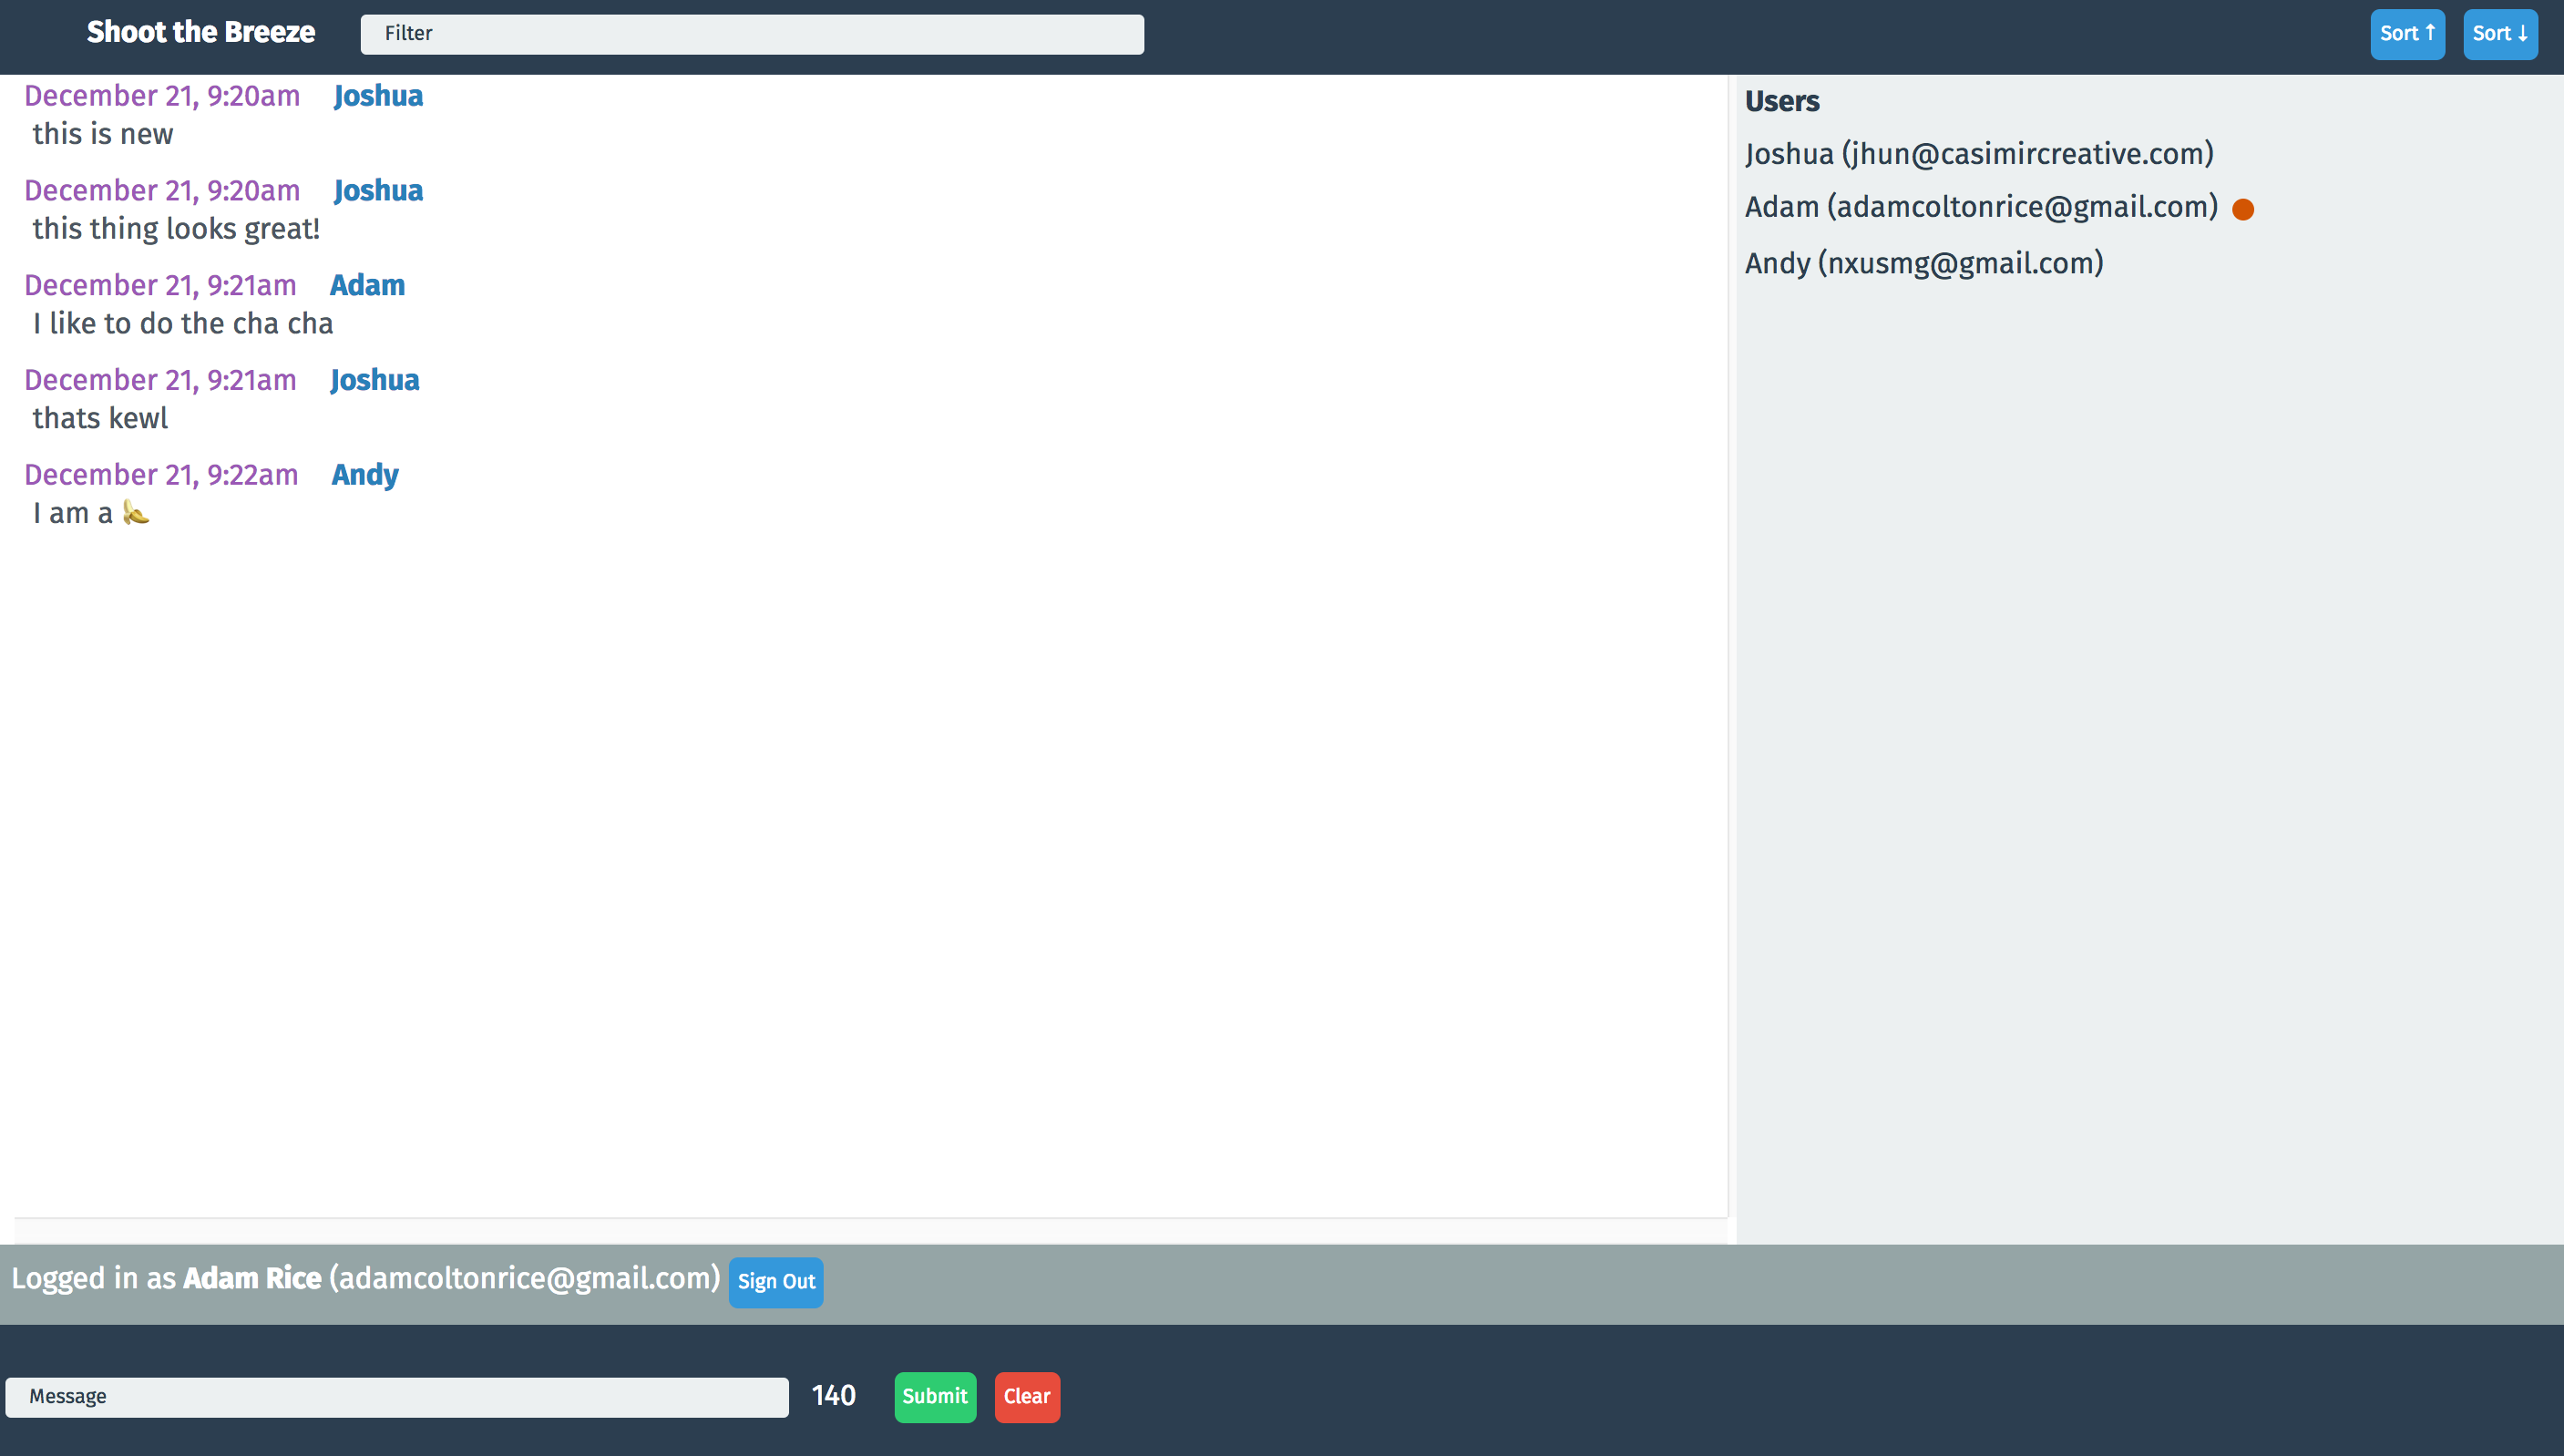 Shoot the Breeze
Filter
Sort ↑
Sort ↓
December 21, 9:20am Joshua
this is new
December 21, 9:20am Joshua
this thing looks great!
December 21, 9:21am Adam
I like to do the cha cha
December 21, 9:21am Joshua
thats kewl
December 21, 9:22am Andy
I am a 🍌
Users
Joshua (jhun@casimircreative.com)
Adam (adamcoltonrice@gmail.com)
Andy (nxusmg@gmail.com)
Logged in as Adam Rice (adamcoltonrice@gmail.com) Sign Out
Message
140
Submit
Clear